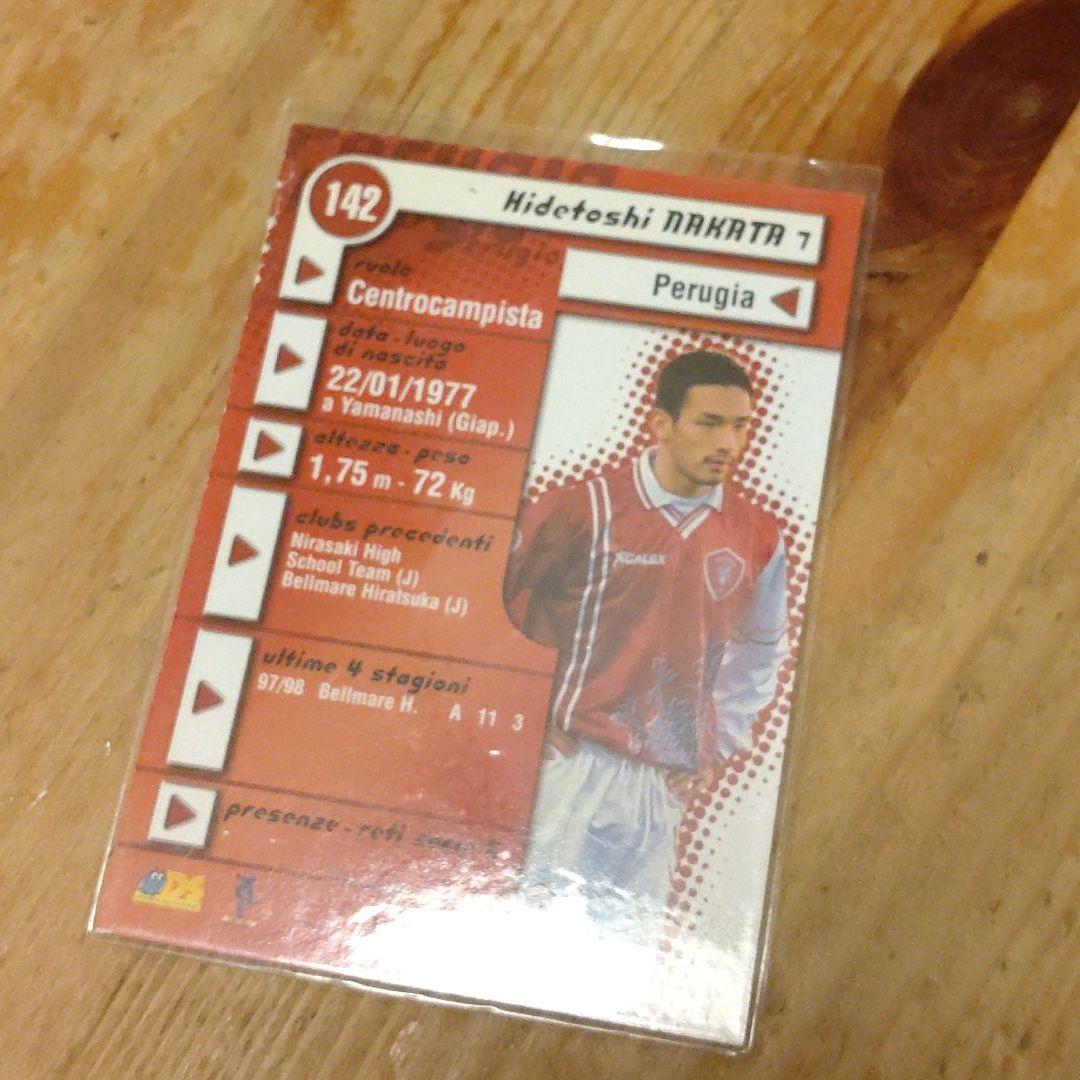 142
Hidetoshi NAKATA 7
Perugia
ruolo
Centrocampista
data - luogo
di nascita
22/01/1977
a Yamanashi (Giap.)
altezza - peso
1,75 m - 72 Kg
clubs precedenti
Nirasaki High
School Team (J)
Bellmare Hiratsuka (J)
ultime 4 stagioni
97/98 Bellmare H. A 11 3
presenze - reti serie
DS